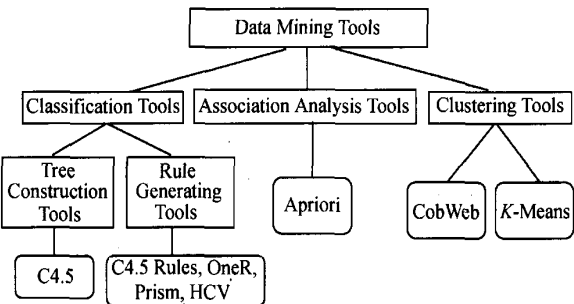 Data Mining Tools
Classification Tools
Association Analysis Tools
Clustering Tools
Tree
Construction
Tools
Rule
Generating
Tools
Apriori
CobWeb
K-Means
C4.5
C4.5 Rules, OneR,
Prism, HCV